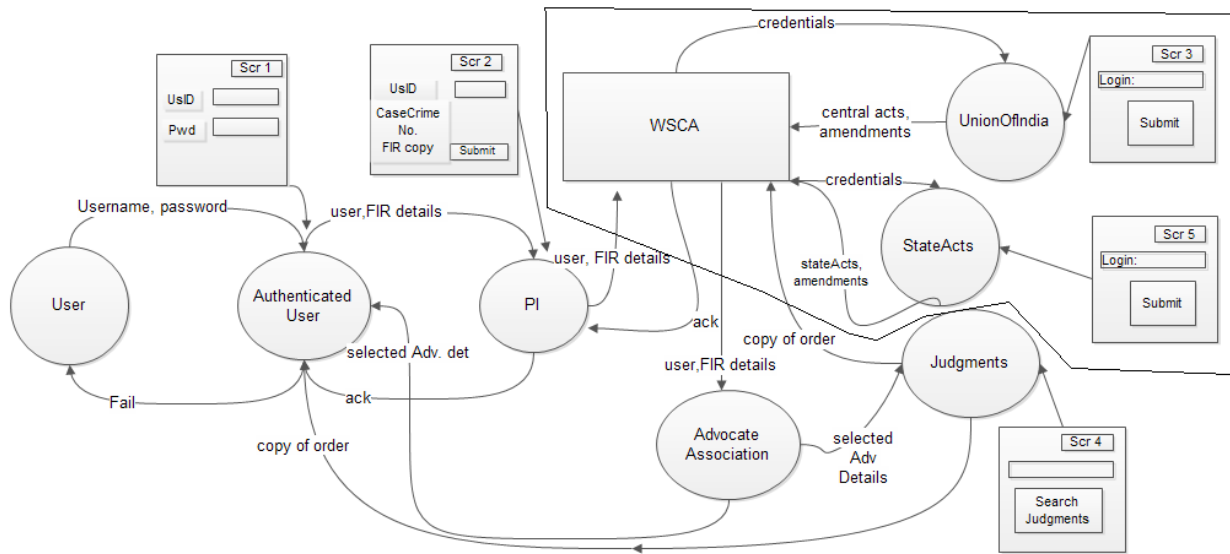 credentials
Scr 1
UsID
Pwd
Scr 2
UsID
CaseCrime
No.
FIR copy
Submit
WSCA
central acts,
amendments
UnionOfIndia
Scr 3
Login:
Submit
credentials
Username, password
user,FIR details
user, FIR details
stateActs,
amendments
StateActs
Scr 5
Login:
Submit
User
Authenticated
User
PI
ack
selected Adv. det
copy of order
user,FIR details
Judgments
Fail
ack
copy of order
Advocate
Association
selected
Adv
Details
Scr 4
Search
Judgments